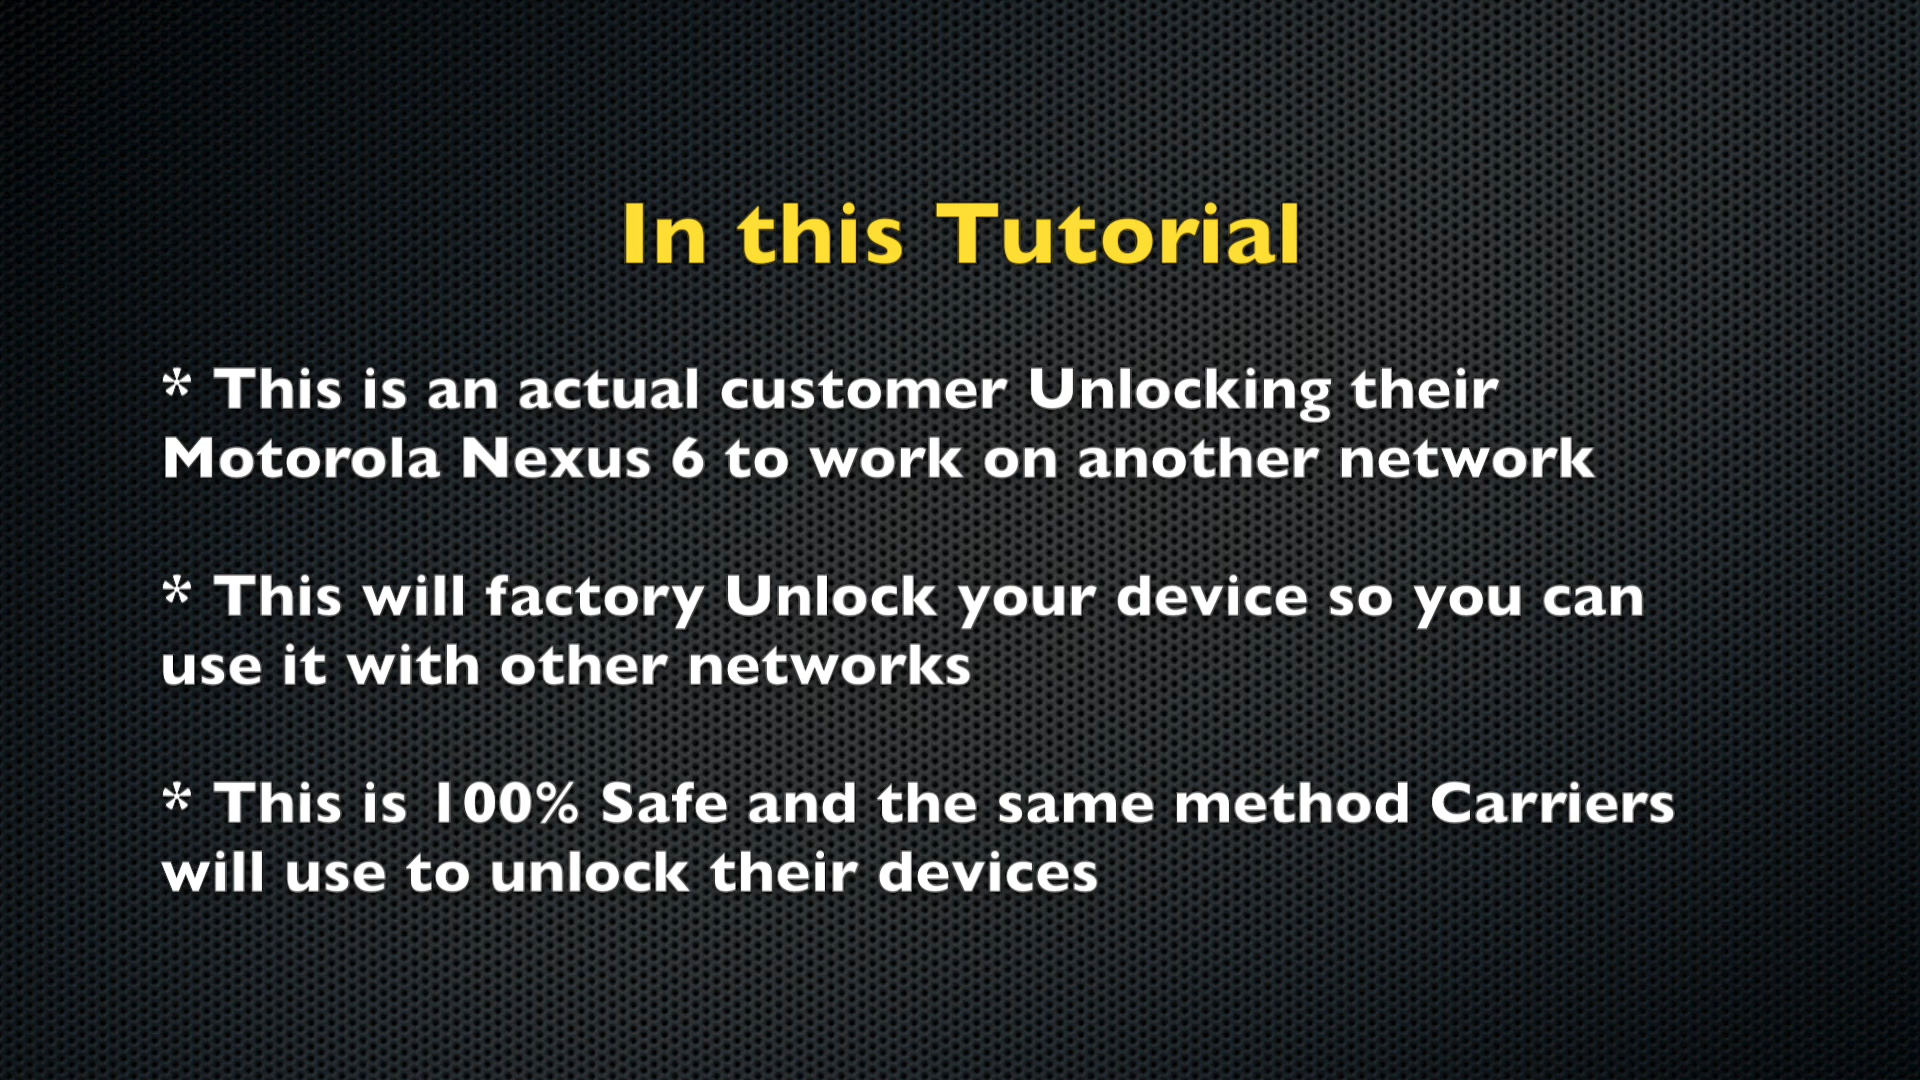 In this Tutorial
* This is an actual customer Unlocking their
Motorola Nexus 6 to work on another network
* This will factory Unlock your device so you can
use it with other networks
* This is 100% Safe and the same method Carriers
will use to unlock their devices